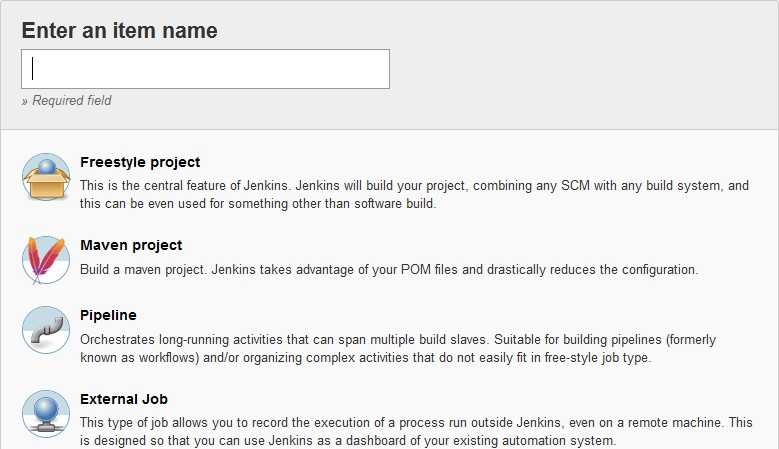 Enter an item name
» Required field
Freestyle project
This is the central feature of Jenkins. Jenkins will build your project, combining any SCM with any build system, and
this can be even used for something other than software build.
Maven project
Build a maven project. Jenkins takes advantage of your POM files and drastically reduces the configuration.
Pipeline
Orchestrates long-running activities that can span multiple build slaves. Suitable for building pipelines (formerly
known as workflows) and/or organizing complex activities that do not easily fit in free-style job type.
External Job
This type of job allows you to record the execution of a process run outside Jenkins, even on a remote machine. This
is designed so that you can use Jenkins as a dashboard of your existing automation system.